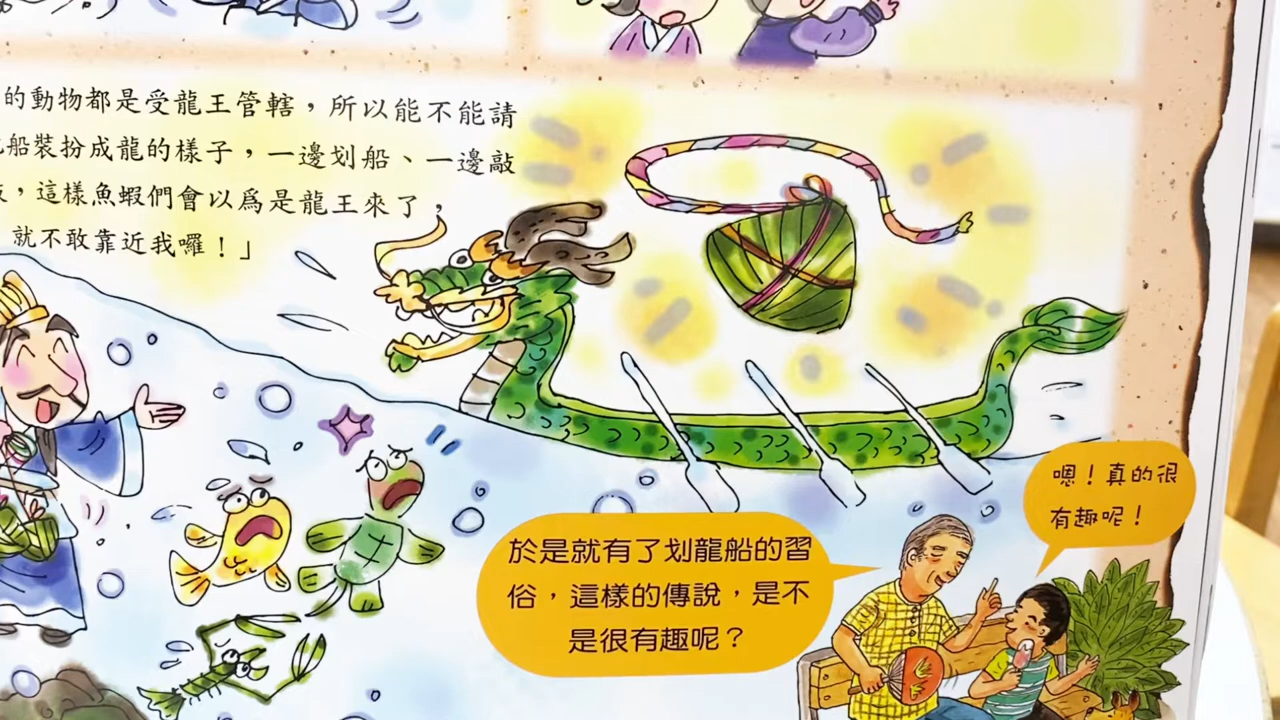 的動物都是受龍王管轄，所以能不能請
船裝扮成龍的樣子，一邊划船、一邊敲
，這樣魚蝦們會以爲是龍王來了，
就不敢靠近我囉！」
嗯！真的很
有趣呢！
於是就有了划龍船的習
俗，這樣的傳說，是不
是很有趣呢？